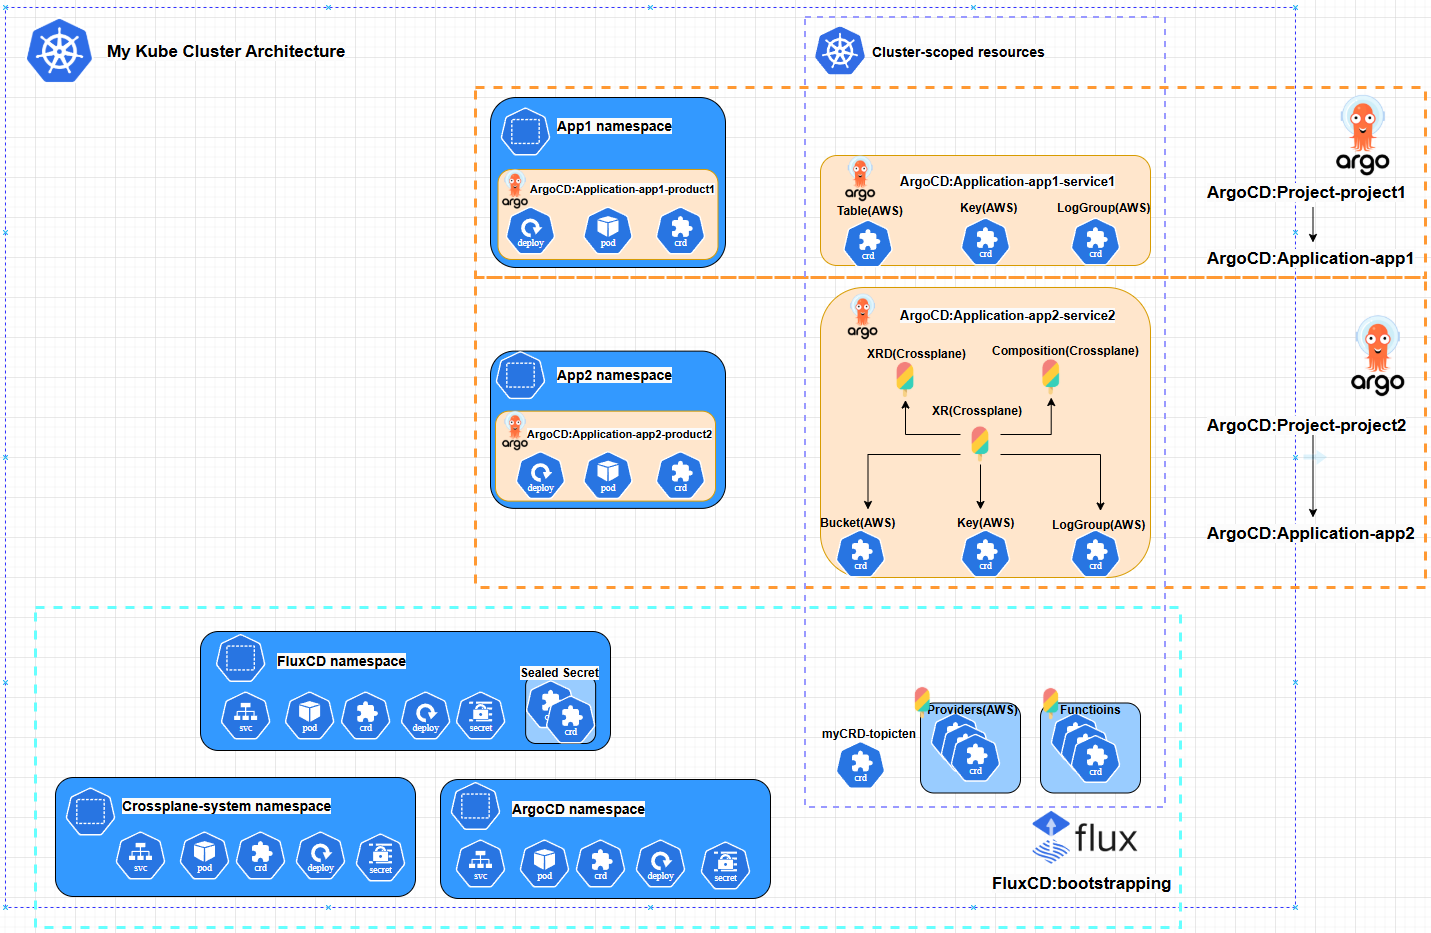 My Kube Cluster Architecture
Cluster-scoped resources
App1 namespace
ArgoCD:Application-app1-product1
argo
deploy
pod
crd
ArgoCD:Application-app1-service1
argo
Table(AWS)
Key(AWS)
LogGroup(AWS)
crd
crd
crd
argo
ArgoCD:Project-project1
ArgoCD:Application-app1
App2 namespace
ArgoCD:Application-app2-product2
argo
deploy
pod
crd
ArgoCD:Application-app2-service2
argo
XRD(Crossplane)
Composition(Crossplane)
XR(Crossplane)
Bucket(AWS)
Key(AWS)
LogGroup(AWS)
crd
crd
crd
argo
ArgoCD:Project-project2
ArgoCD:Application-app2
FluxCD namespace
Sealed Secret
svc
pod
crd
deploy
secret
crd
Crossplane-system namespace
svc
pod
crd
deploy
secret
ArgoCD namespace
svc
pod
crd
deploy
secret
myCRD-topicten
crd
Providers(AWS)
crd
Functioins
crd
flux
FluxCD:bootstrapping